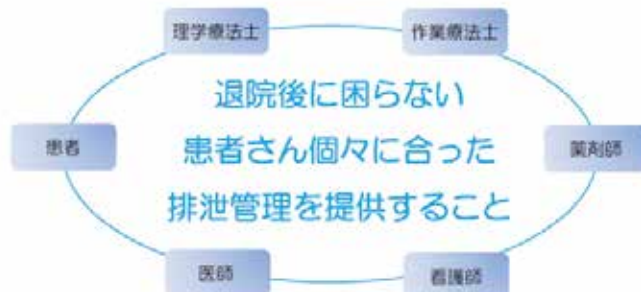 理学療法士
作業療法士
退院後に困らない
患者
患者さん個々に合った
薬剤師
排泄管理を提供すること
医師
看護師